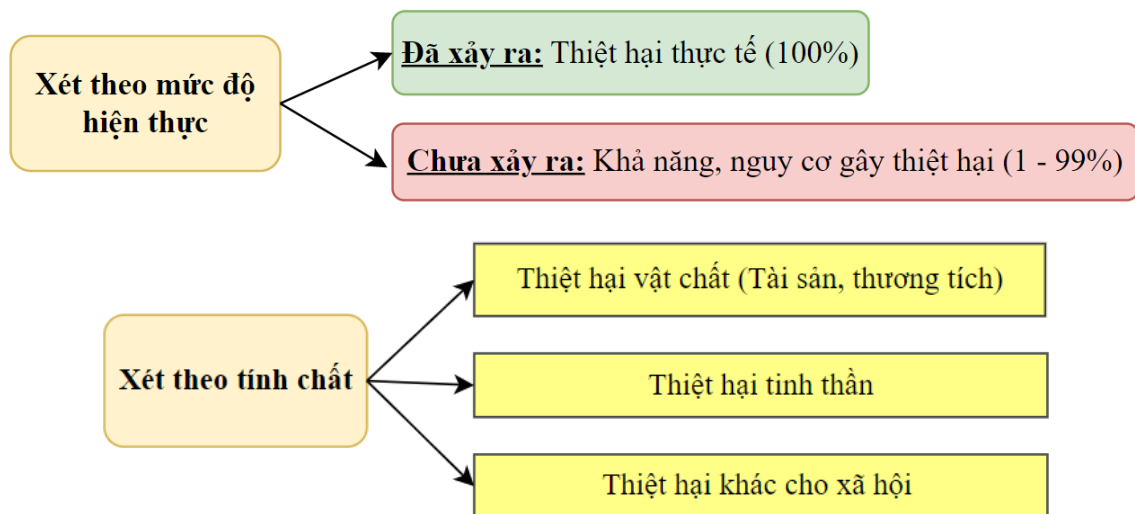 Xét theo mức độ
hiện thực
Đã xảy ra: Thiệt hại thực tế (100%)
Chưa xảy ra: Khả năng, nguy cơ gây thiệt hại (1 - 99%)
Xét theo tính chất
Thiệt hại vật chất (Tài sản, thương tích)
Thiệt hại tinh thần
Thiệt hại khác cho xã hội